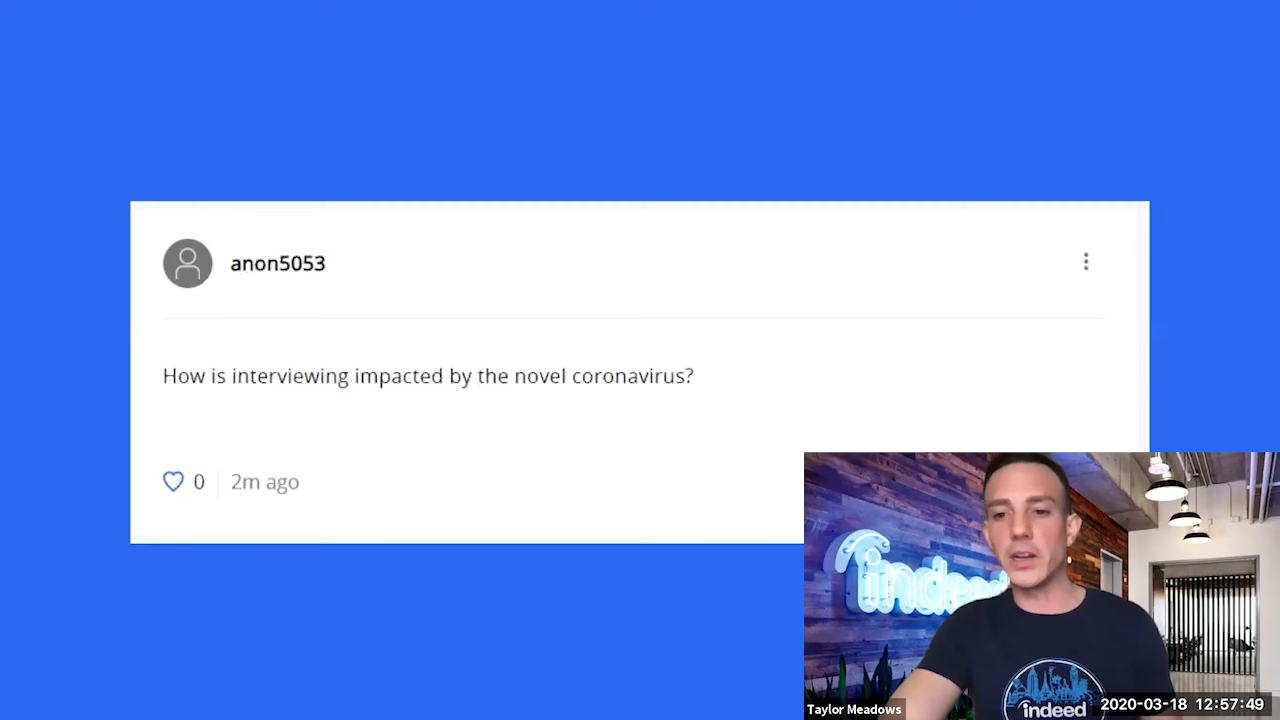 anon5053
How is interviewing impacted by the novel coronavirus?
0
2m ago
indeed
indeed
Taylor Meadows
2020-03-18 12:57:49